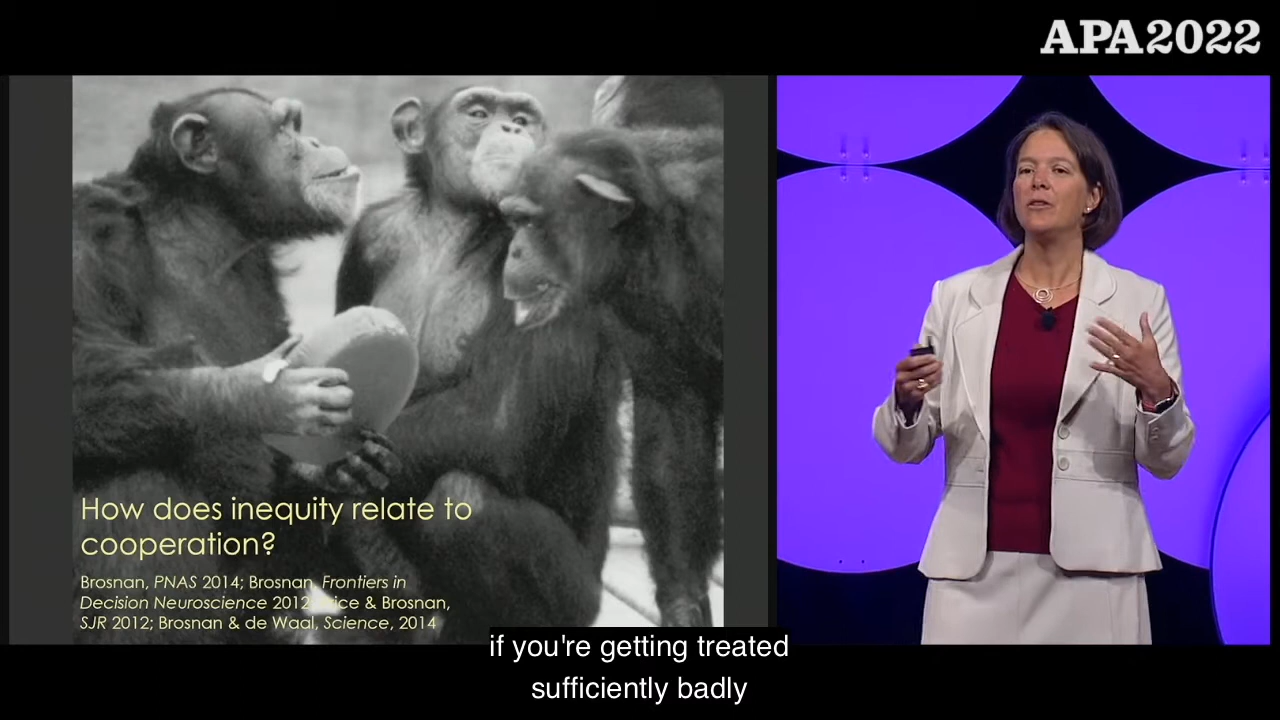 APA2022
How does inequity relate to
cooperation?
Brosnan, PNAS 2014; Brosnan, Frontiers in
Decision Neuroscience 2012; Price & Brosnan,
SJR 2012; Brosnan & de Waal, Science, 2014
if you're getting treated
sufficiently badly